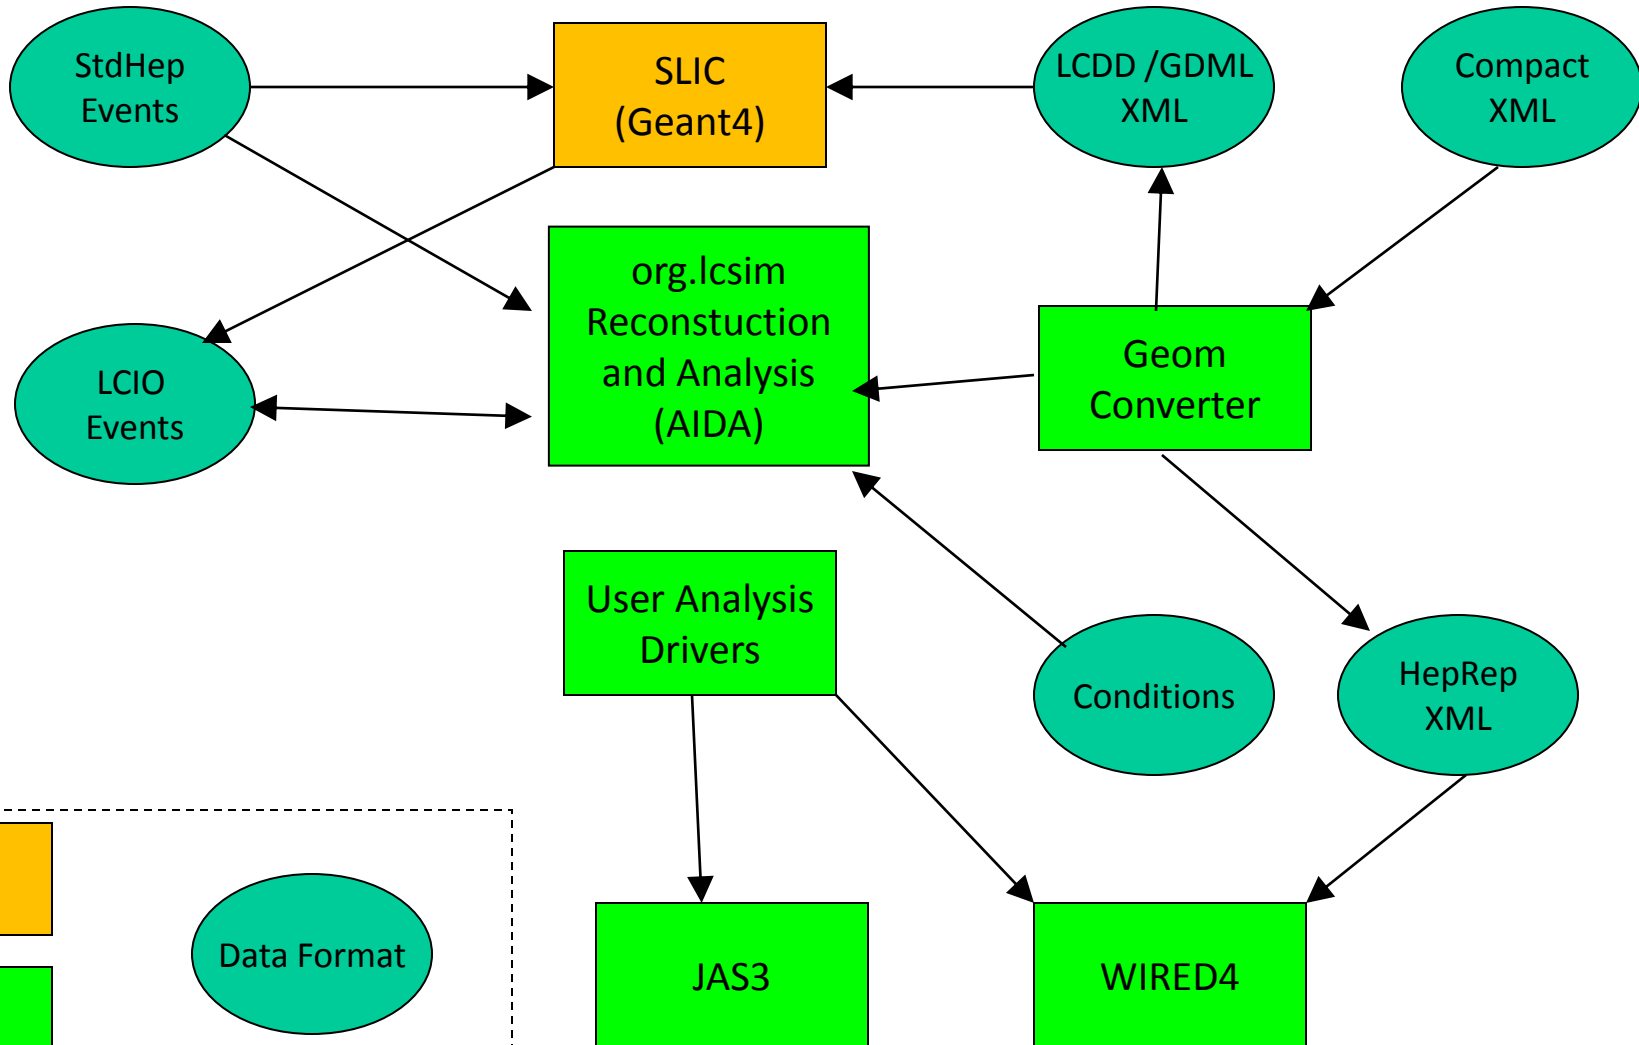 StdHep
Events
SLIC
(Geant4)
LCDD /GDML
XML
Compact
XML
org.lcsim
Reconstuction
and Analysis
(AIDA)
Geom
Converter
LCIO
Events
User Analysis
Drivers
Conditions
HepRep
XML
Data Format
JAS3
WIRED4